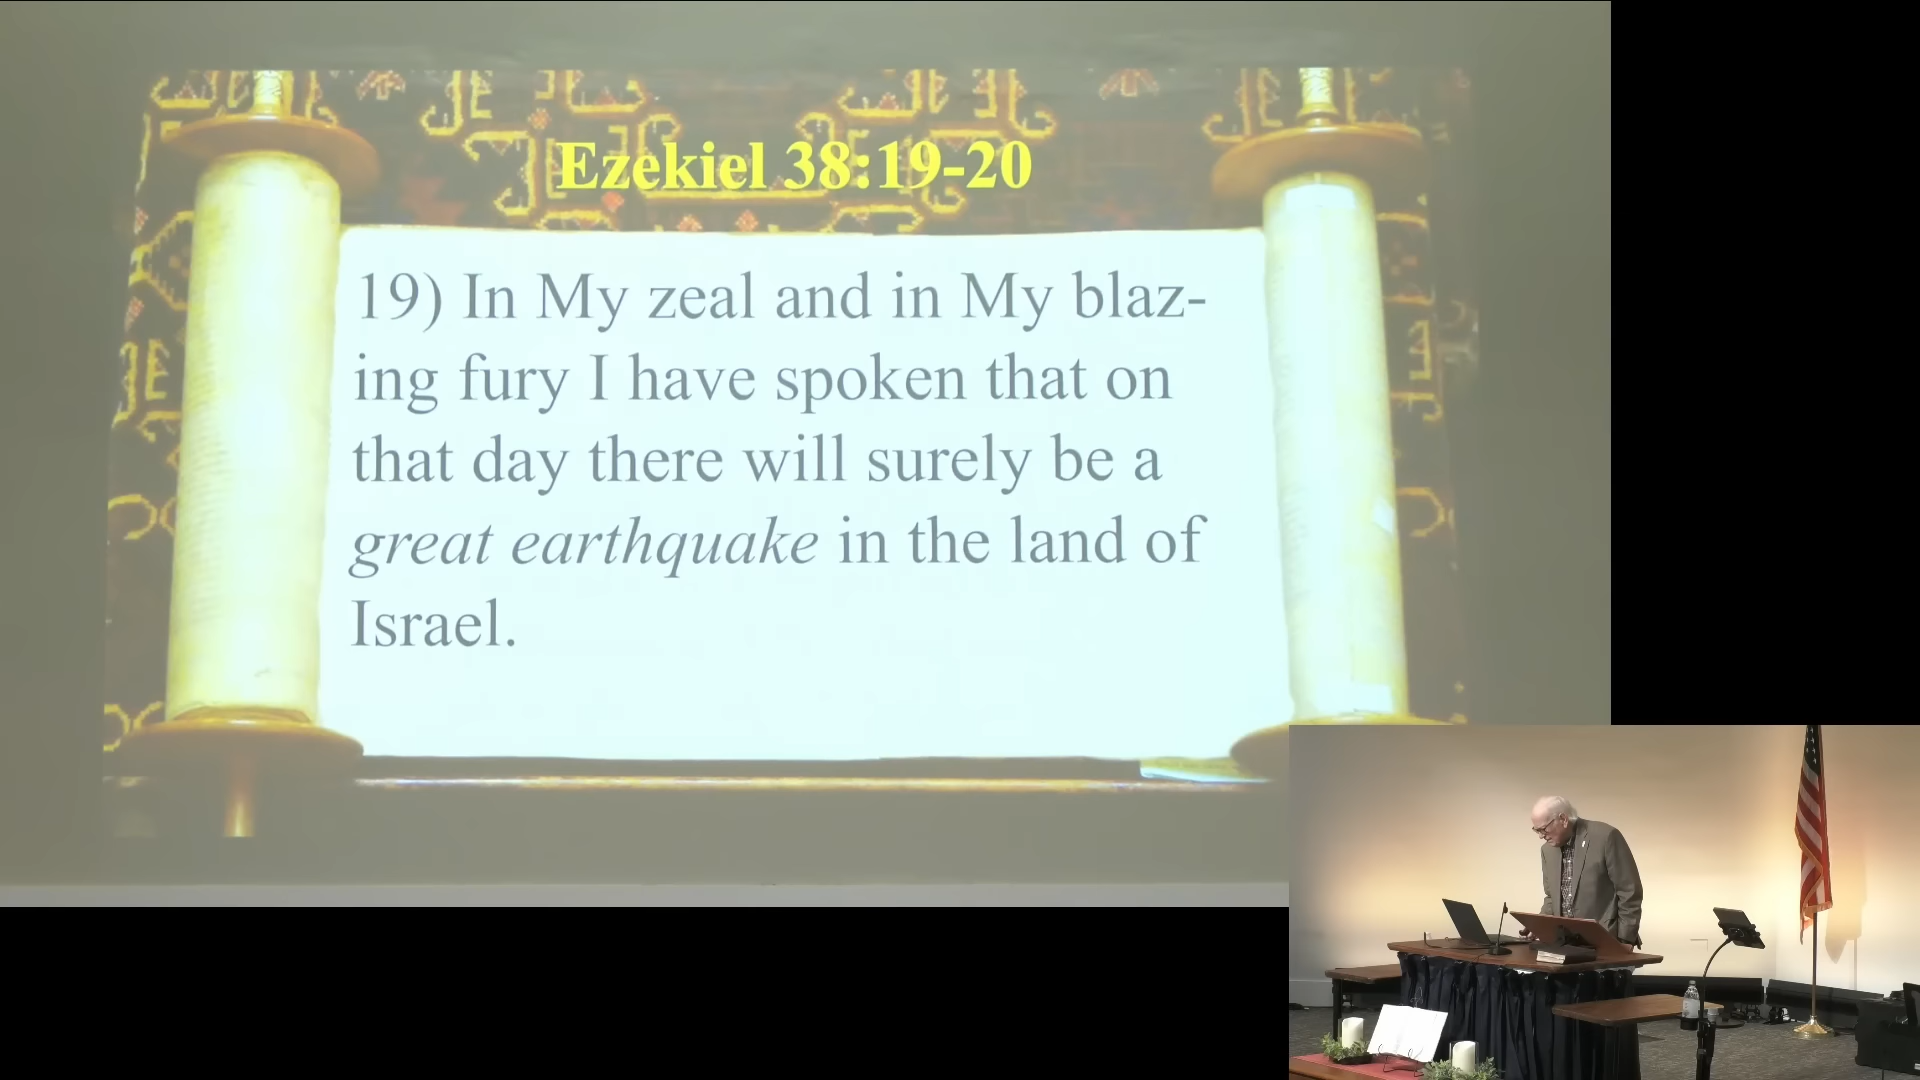 Ezekiel 38:19-20
19) In My zeal and in My blaz-
ing fury I have spoken that on
that day there will surely be a
great earthquake in the land of
Israel.